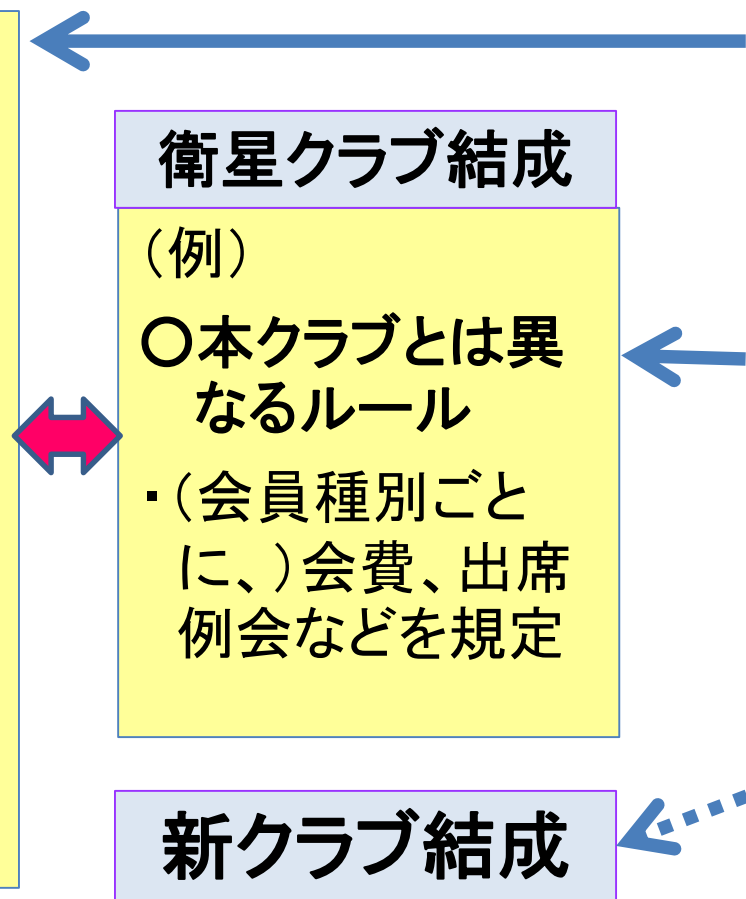 衛星クラブ結成
（例）
〇本クラブとは異
なるルール
・（会員種別ごと
に、）会費、出席
例会などを規定
新クラブ結成